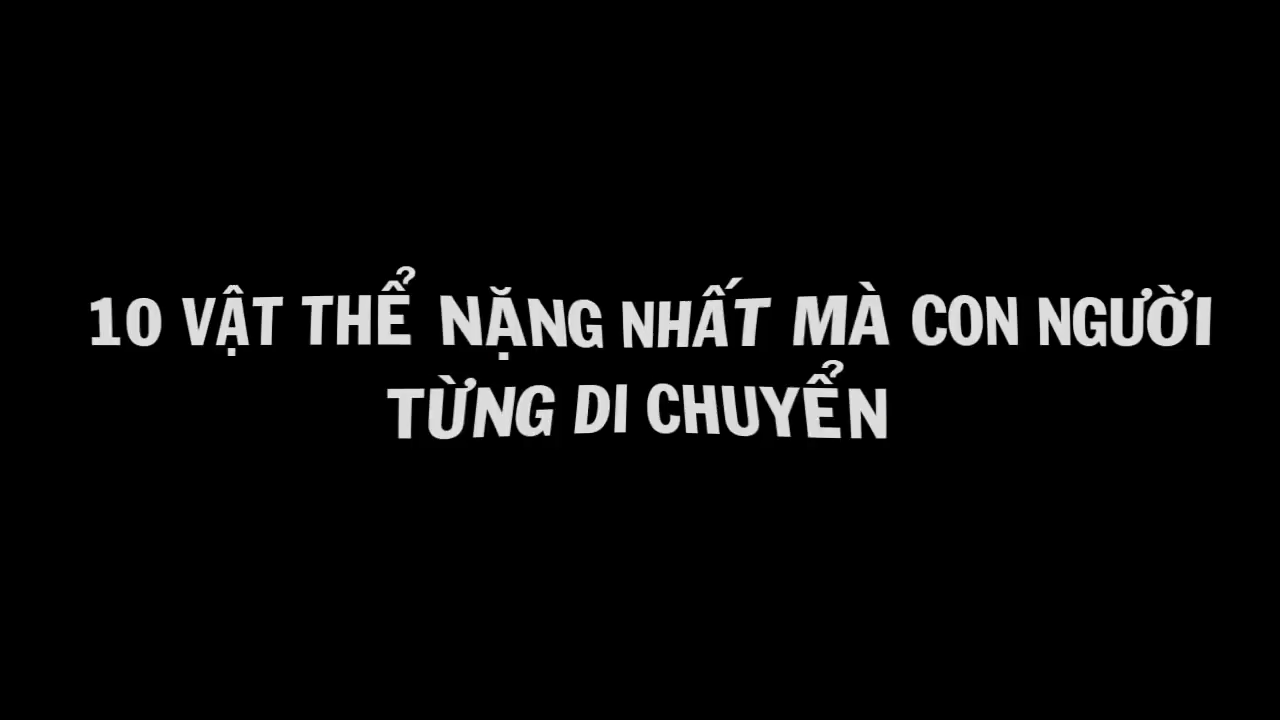 10 VẬT THỂ NẶNG NHẤT MÀ CON NGƯỜI
TỪNG DI CHUYỂN